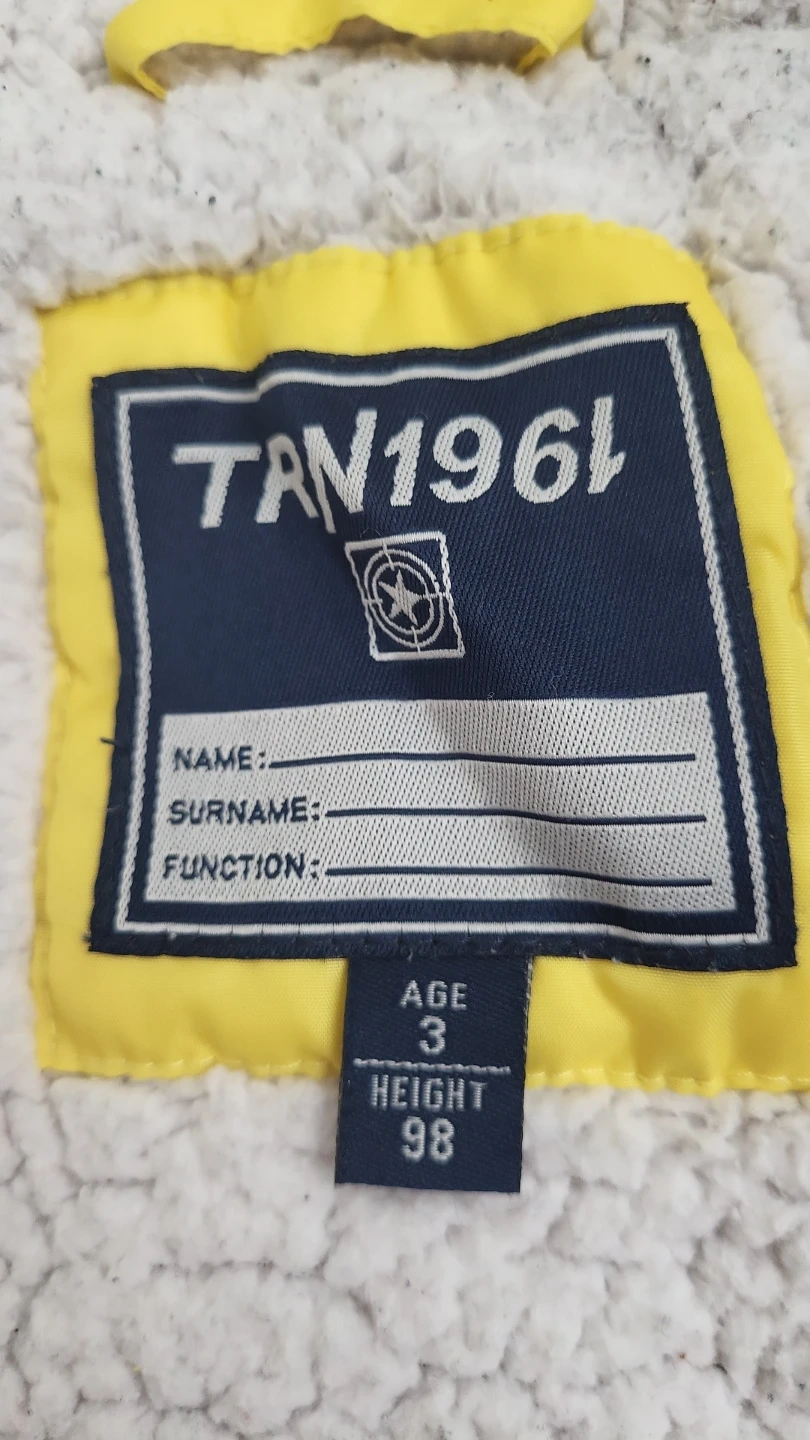 TRN1961
NAME:
SURNAME:
FUNCTION:
AGE
3
HEIGHT
98